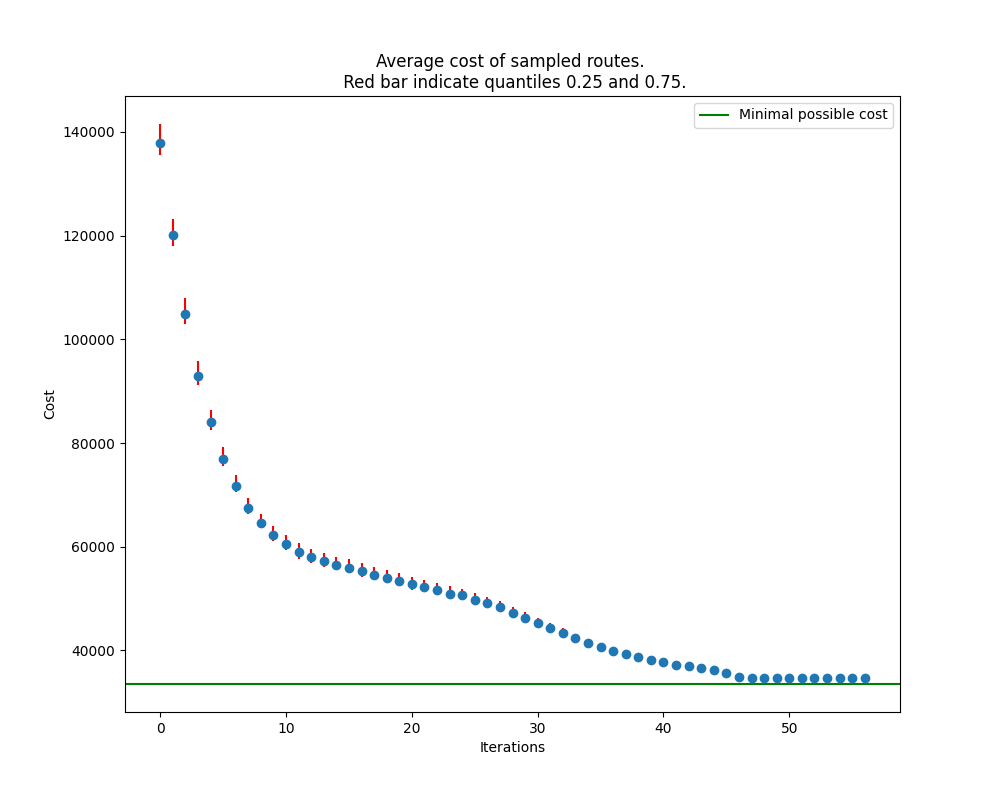 Average cost of sampled routes.
Red bar indicate quantiles 0.25 and 0.75.
Minimal possible cost
140000
120000
100000
80000
60000
40000
Cost
0 10 20 30 40 50
Iterations